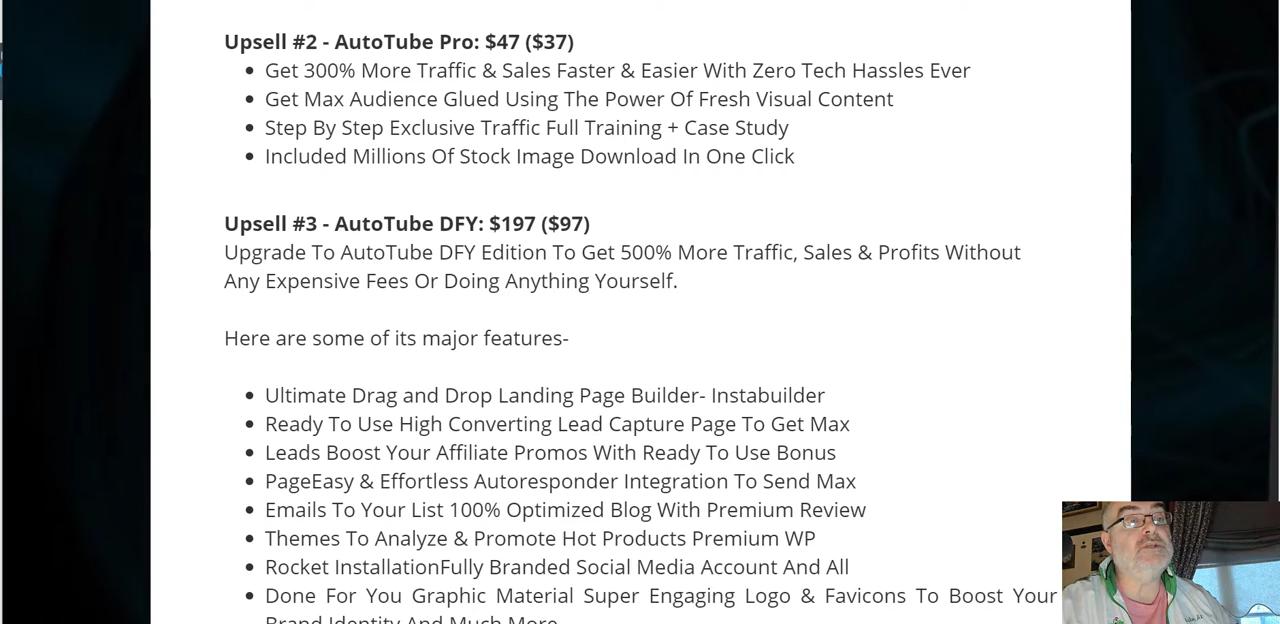 Upsell #2 - AutoTube Pro: $47 ($37)
• Get 300% More Traffic & Sales Faster & Easier With Zero Tech Hassles Ever
• Get Max Audience Glued Using The Power Of Fresh Visual Content
• Step By Step Exclusive Traffic Full Training + Case Study
• Included Millions Of Stock Image Download In One Click
Upsell #3 - AutoTube DFY: $197 ($97)
Upgrade To AutoTube DFY Edition To Get 500% More Traffic, Sales & Profits Without
Any Expensive Fees Or Doing Anything Yourself.
Here are some of its major features-
• Ultimate Drag and Drop Landing Page Builder- Instabuilder
• Ready To Use High Converting Lead Capture Page To Get Max
• Leads Boost Your Affiliate Promos With Ready To Use Bonus
• PageEasy & Effortless Autoresponder Integration To Send Max
• Emails To Your List 100% Optimized Blog With Premium Review
• Themes To Analyze & Promote Hot Products Premium WP
• Rocket InstallationFully Branded Social Media Account And All
• Done For You Graphic Material Super Engaging Logo & Favicons To Boost Your
Brand Identity And Much More